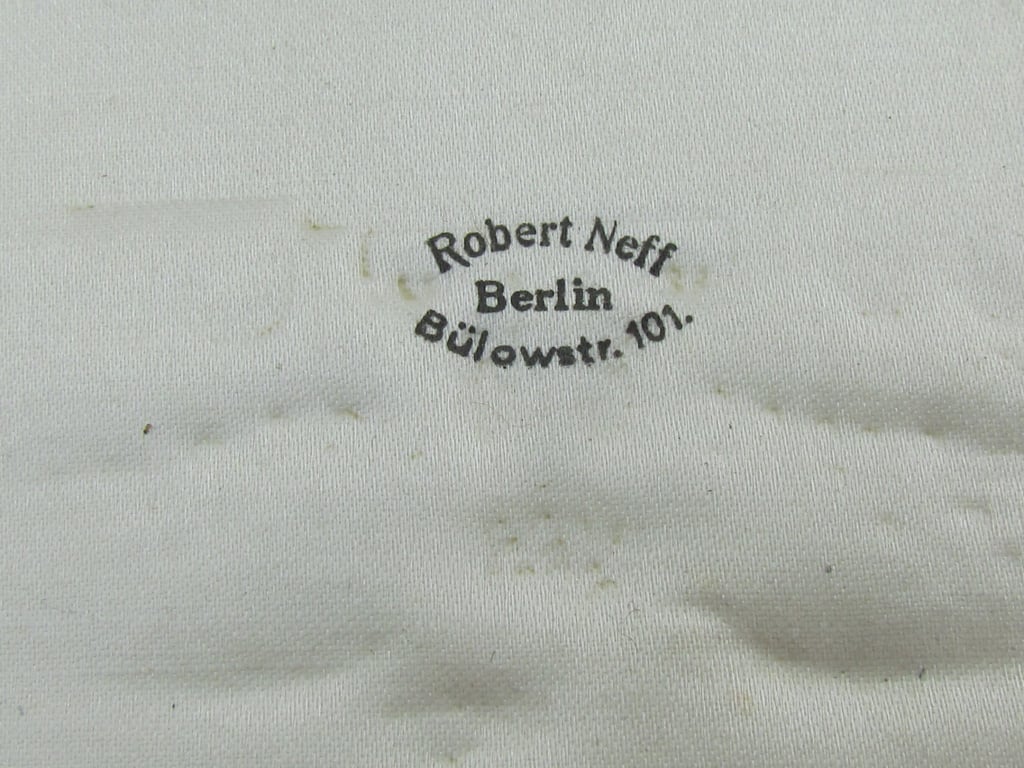 Robert Neff
Berlin
Bülowstr. 101.